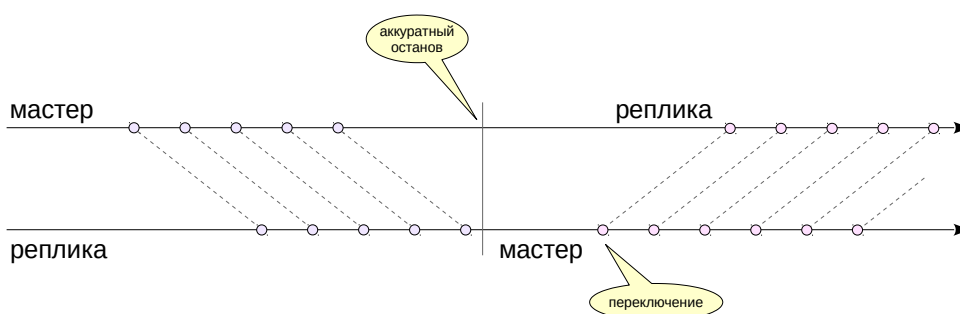 аккуратный
останов
мастер
реплика
реплика
мастер
переключение